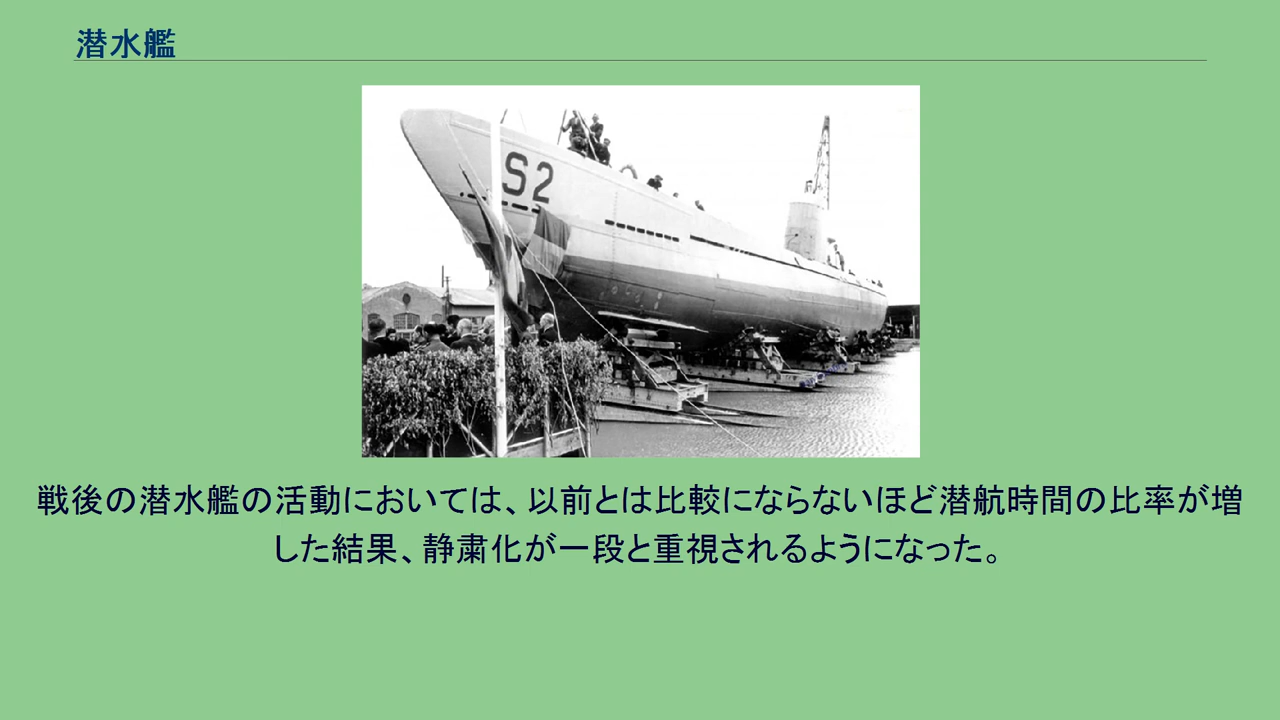 潜水艦
S2
戦後の潜水艦の活動においては、以前とは比較にならないほど潜航時間の比率が増
した結果、静粛化が一段と重視されるようになった。